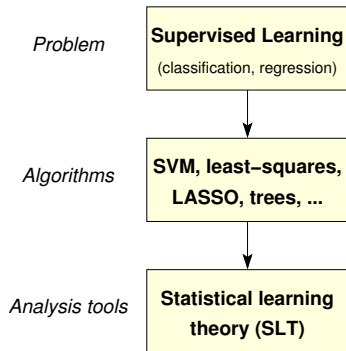 Problem
Supervised Learning
(classification, regression)
Algorithms
SVM, least−squares,
LASSO, trees, ...
Analysis tools
Statistical learning
theory (SLT)